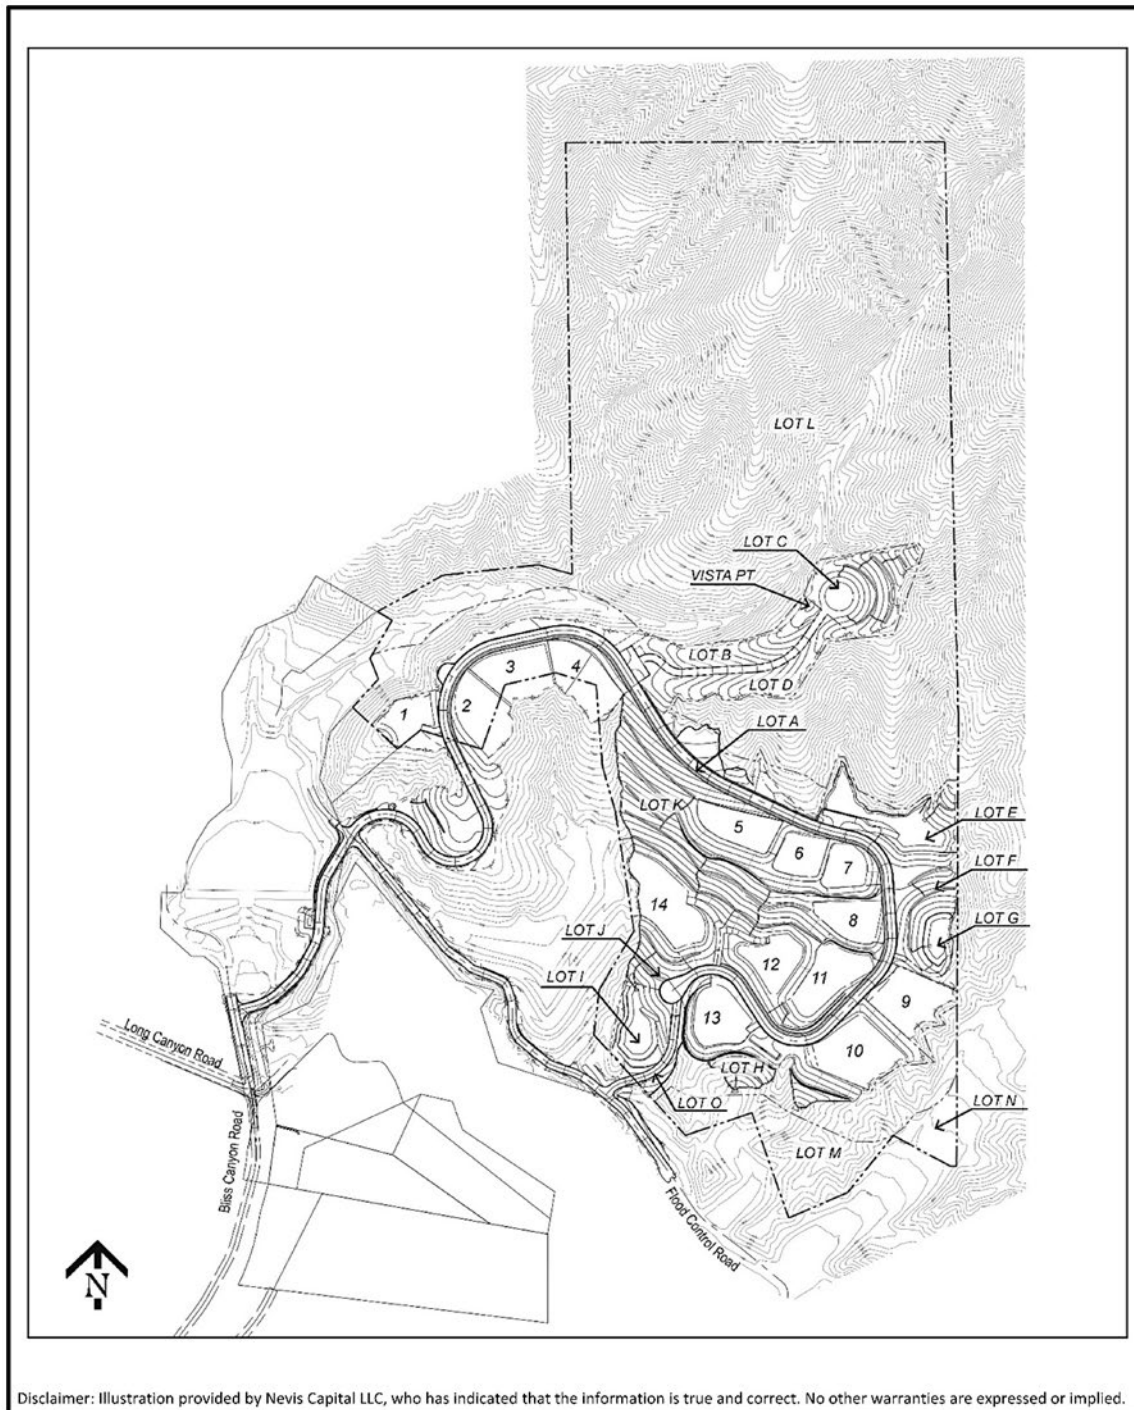 LOT L
LOT C
VISTA PT
LOT B
LOT D
3
4
2
1
LOT A
LOT K
5
6
7
LOT E
LOT F
LOT G
8
14
LOT J
LOT I
12
11
9
13
10
LOT H
LOT O
LOT N
LOT M
Long Canyon Road
Bliss Canyon Road
Flood Control Road
N
Disclaimer: Illustration provided by Nevis Capital LLC, who has indicated that the information is true and correct. No other warranties are expressed or implied.